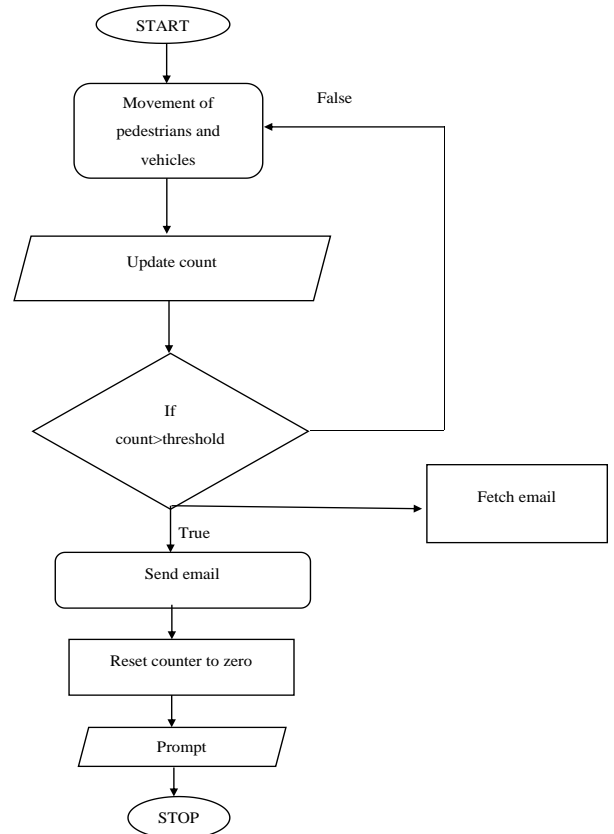 START
Movement of
pedestrians and
vehicles
False
Update count
If
count>threshold
Fetch email
True
Send email
Reset counter to zero
Prompt
STOP